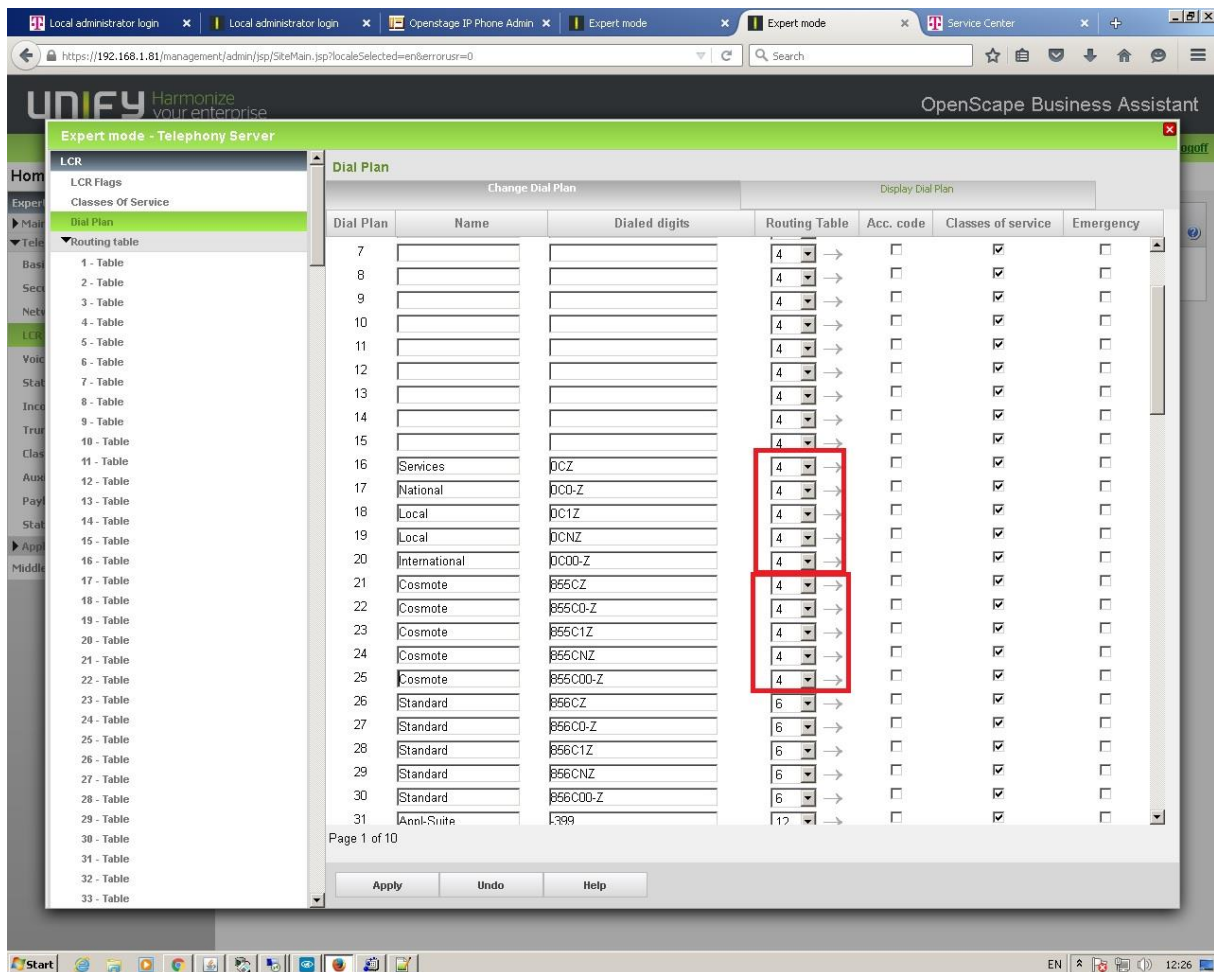 Local administrator login
Local administrator login
Openstage IP Phone Admin
Expert mode
Expert mode
Service Center
https://192.168.1.81/management/admin/jsp/SiteMain.jsp?localeSelected=en&errorusr=0
Search
UNIFY Harmonize your enterprise
OpenScape Business Assistant
Expert mode - Telephony Server
LCR
LCR Flags
Classes Of Service
Dial Plan
Routing table
1 - Table
2 - Table
3 - Table
4 - Table
5 - Table
6 - Table
7 - Table
8 - Table
9 - Table
10 - Table
11 - Table
12 - Table
13 - Table
14 - Table
15 - Table
16 - Table
17 - Table
18 - Table
19 - Table
20 - Table
21 - Table
22 - Table
23 - Table
24 - Table
25 - Table
26 - Table
27 - Table
28 - Table
29 - Table
30 - Table
31 - Table
32 - Table
33 - Table
Dial Plan
Change Dial Plan Display Dial Plan
Dial Plan Name Dialed digits Routing Table Acc. code Classes of service Emergency
7 4
8 4
9 4
10 4
11 4
12 4
13 4
14 4
15 4
16 Services 0CZ 4
17 National 0C0-Z 4
18 Local 0C1Z 4
19 Local 0CNZ 4
20 International 0C00-Z 4
21 Cosmote 855CZ 4
22 Cosmote 855C0-Z 4
23 Cosmote 855C1Z 4
24 Cosmote 855CNZ 4
25 Cosmote 855C00-Z 4
26 Standard 856CZ 6
27 Standard 856C0-Z 6
28 Standard 856C1Z 6
29 Standard 856CNZ 6
30 Standard 856C00-Z 6
31 Appl-Suite -399 12
Page 1 of 10
Apply Undo Help
Start
EN
12:26